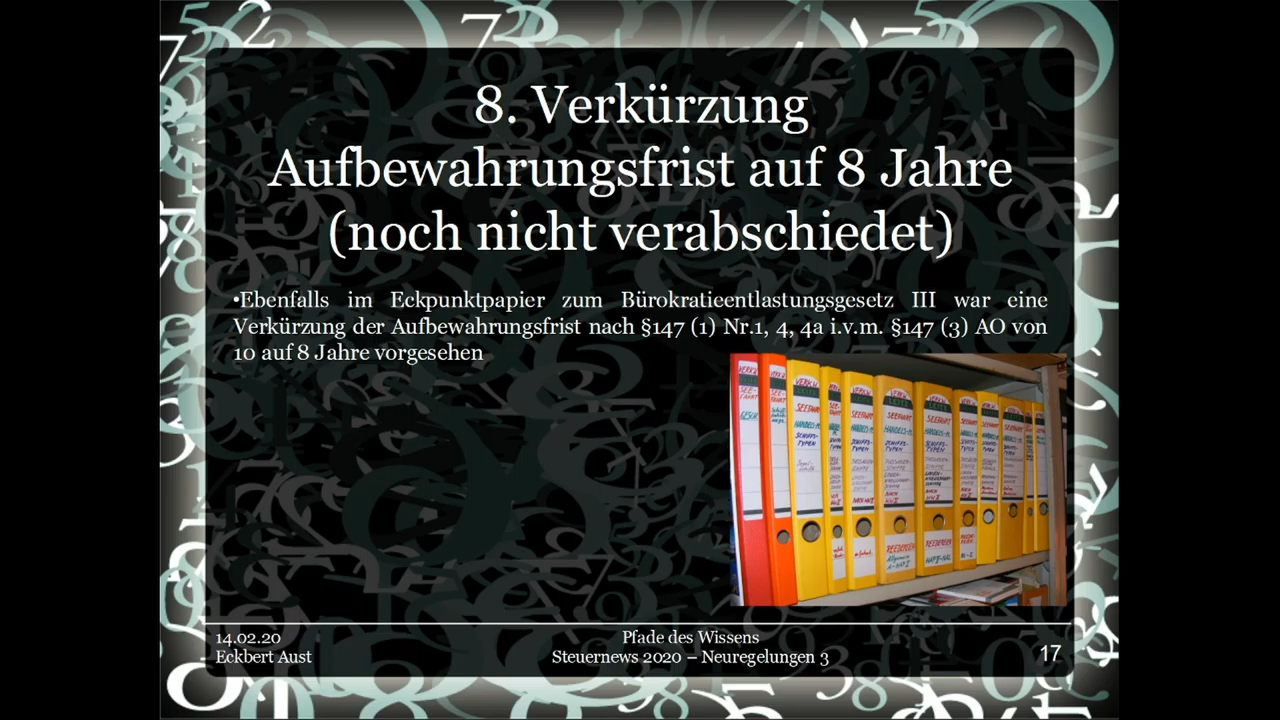 8. Verkürzung
Aufbewahrungsfrist auf 8 Jahre
(noch nicht verabschiedet)
•Ebenfalls im Eckpunktpapier zum Bürokratieentlastungsgesetz III war eine
Verkürzung der Aufbewahrungsfrist nach §147 (1) Nr.1, 4, 4a i.v.m. §147 (3) AO von
10 auf 8 Jahre vorgesehen
14.02.20
Eckbert Aust
Pfade des Wissens
Steuernews 2020 – Neuregelungen 3
17